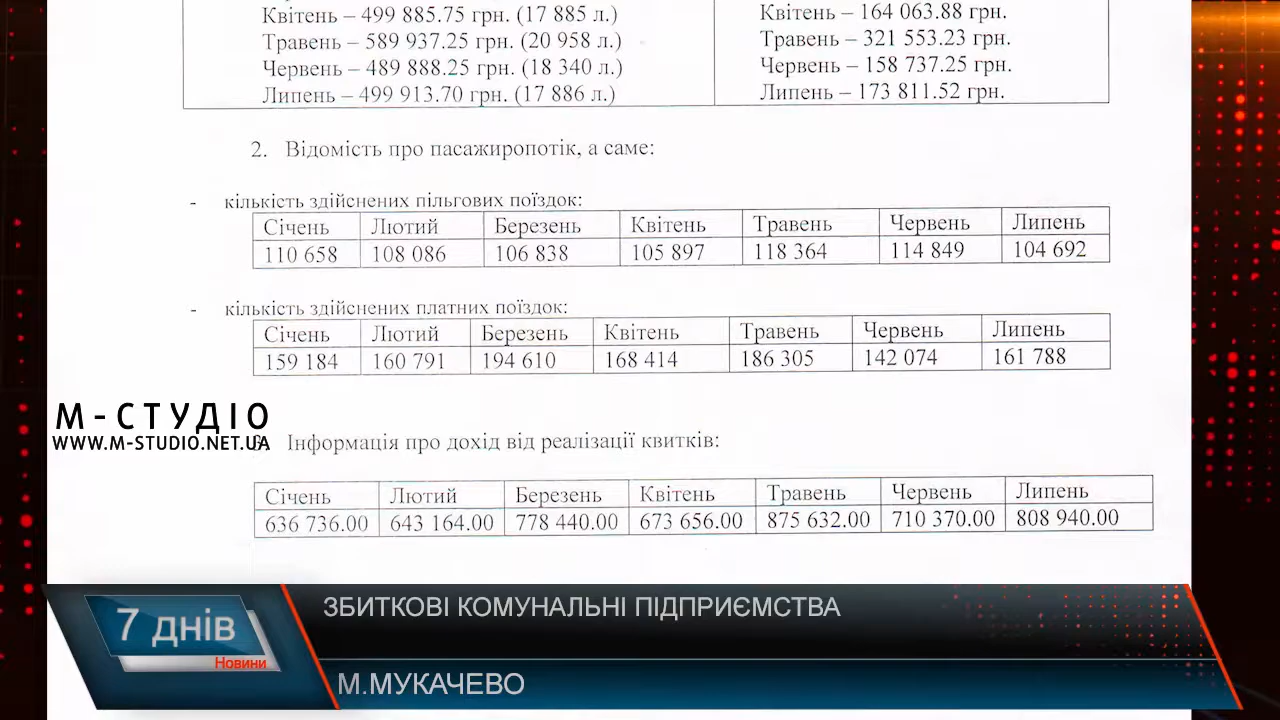 Квітень – 499 885.75 грн. (17 885 л.) Квітень – 164 063.88 грн.
Травень – 589 937.25 грн. (20 958 л.) Травень – 321 553.23 грн.
Червень – 489 888.25 грн. (18 340 л.) Червень – 158 737.25 грн.
Липень – 499 913.70 грн. (17 886 л.) Липень – 173 811.52 грн.
2. Відомість про пасажиропотік, а саме:
- кількість здійснених пільгових поїздок:
Січень Лютий Березень Квітень Травень Червень Липень
110 658 108 086 106 838 105 897 118 364 114 849 104 692
- кількість здійснених платних поїздок:
Січень Лютий Березень Квітень Травень Червень Липень
159 184 160 791 194 610 168 414 186 305 142 074 161 788
М-СТУДІО
WWW.M-STUDIO.NET.UA
Інформація про дохід від реалізації квитків:
Січень Лютий Березень Квітень Травень Червень Липень
636 736.00 643 164.00 778 440.00 673 656.00 875 632.00 710 370.00 808 940.00
7 днів
Новини
ЗБИТКОВІ КОМУНАЛЬНІ ПІДПРИЄМСТВА
М.МУКАЧЕВО